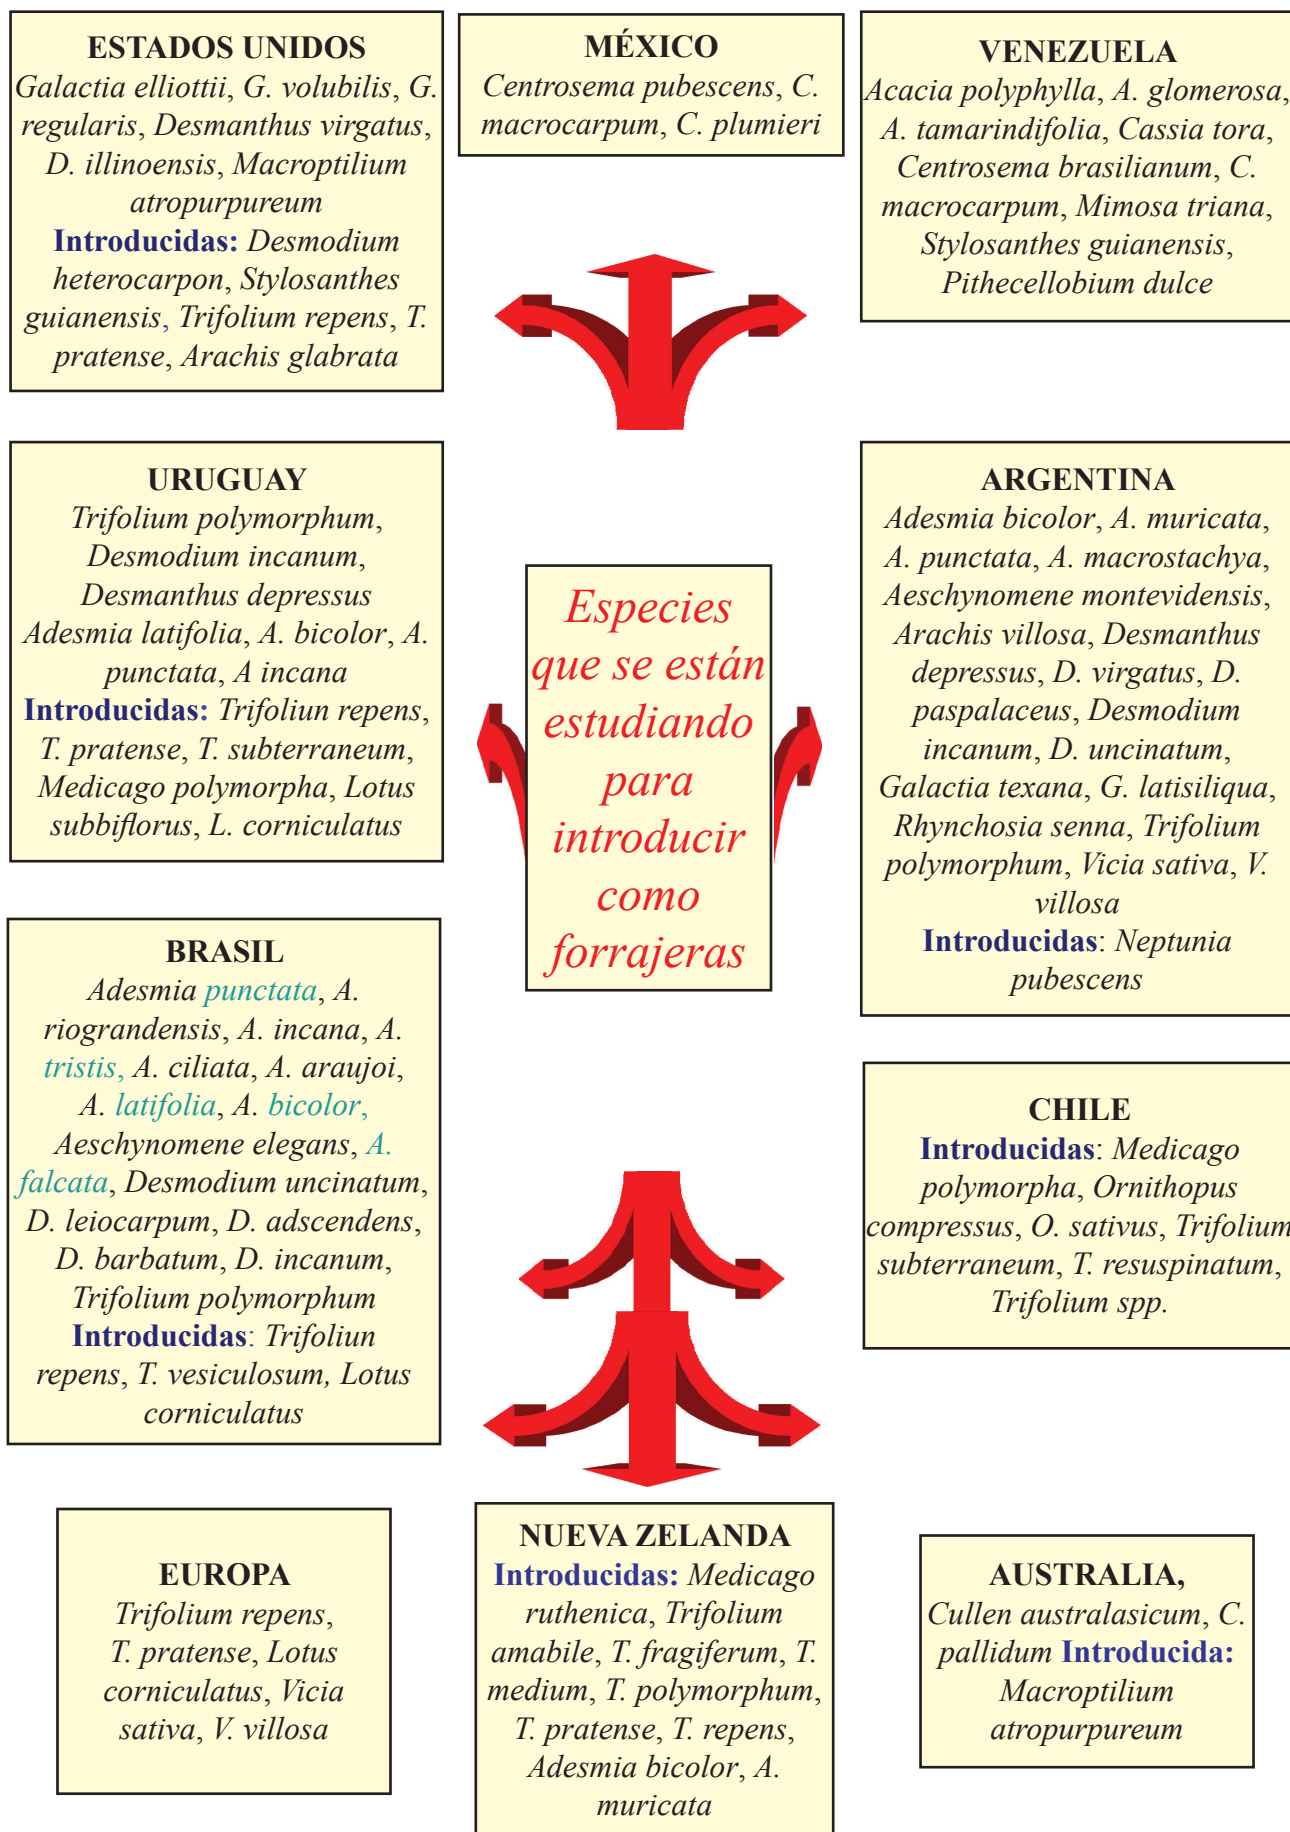 ESTADOS UNIDOS
Galactia elliottii, G. volubilis, G.
regularis, Desmanthus virgatus,
D. illinoensis, Macroptilium
atropurpureum
Introducidas: Desmodium
heterocarpon, Stylosanthes
guianensis, Trifolium repens, T.
pratense, Arachis glabrata
MÉXICO
Centrosema pubescens, C.
macrocarpum, C. plumieri
VENEZUELA
Acacia polyphylla, A. glomerosa,
A. tamarindifolia, Cassia tora,
Centrosema brasilianum, C.
macrocarpum, Mimosa triana,
Stylosanthes guianensis,
Pithecellobium dulce
URUGUAY
Trifolium polymorphum,
Desmodium incanum,
Desmanthus depressus
Adesmia latifolia, A. bicolor, A.
punctata, A incana
Introducidas: Trifoliun repens,
T. pratense, T. subterraneum,
Medicago polymorpha, Lotus
subbiflorus, L. corniculatus
Especies
que se están
estudiando
para
introducir
como
forrajeras
ARGENTINA
Adesmia bicolor, A. muricata,
A. punctata, A. macrostachya,
Aeschynomene montevidensis,
Arachis villosa, Desmanthus
depressus, D. virgatus, D.
paspalaceus, Desmodium
incanum, D. uncinatum,
Galactia texana, G. latisiliqua,
Rhynchosia senna, Trifolium
polymorphum, Vicia sativa, V.
villosa
Introducidas: Neptunia
pubescens
BRASIL
Adesmia punctata, A.
riograndensis, A. incana, A.
tristis, A. ciliata, A. araujoi,
A. latifolia, A. bicolor,
Aeschynomene elegans, A.
falcata, Desmodium uncinatum,
D. leiocarpum, D. adscendens,
D. barbatum, D. incanum,
Trifolium polymorphum
Introducidas: Trifoliun
repens, T. vesiculosum, Lotus
corniculatus
CHILE
Introducidas: Medicago
polymorpha, Ornithopus
compressus, O. sativus, Trifolium
subterraneum, T. resuspinatum,
Trifolium spp.
EUROPA
Trifolium repens,
T. pratense, Lotus
corniculatus, Vicia
sativa, V. villosa
NUEVA ZELANDA
Introducidas: Medicago
ruthenica, Trifolium
amabile, T. fragiferum, T.
medium, T. polymorphum,
T. pratense, T. repens,
Adesmia bicolor, A.
muricata
AUSTRALIA,
Cullen australasicum, C.
pallidum Introducida:
Macroptilium
atropurpureum